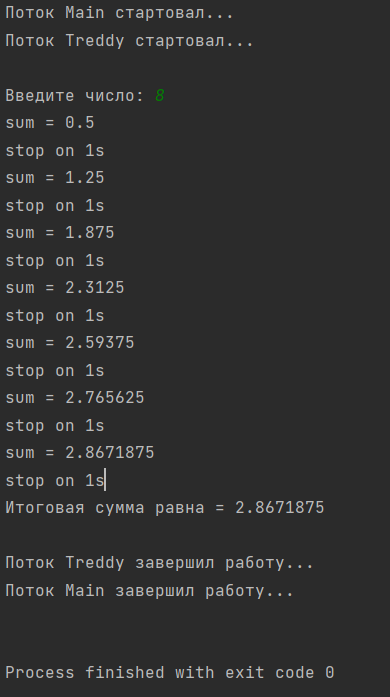 Поток Main стартовал...
Поток Treddy стартовал...
Введите число: 8
sum = 0.5
stop on 1s
sum = 1.25
stop on 1s
sum = 1.875
stop on 1s
sum = 2.3125
stop on 1s
sum = 2.59375
stop on 1s
sum = 2.765625
stop on 1s
sum = 2.8671875
stop on 1s
Итоговая сумма равна = 2.8671875
Поток Treddy завершил работу...
Поток Main завершил работу...
Process finished with exit code 0